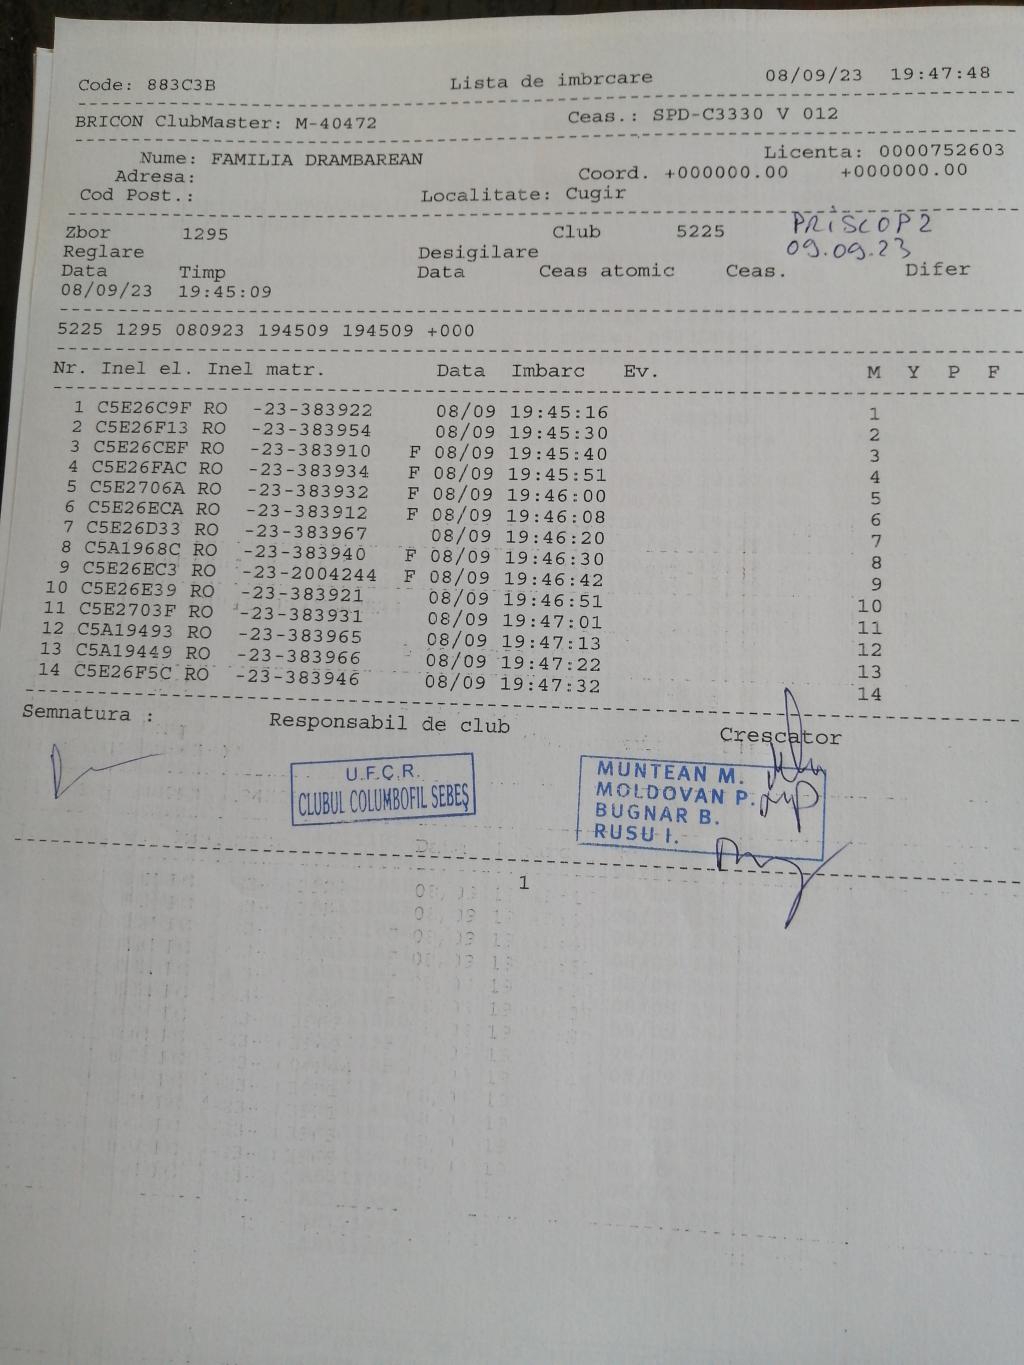 Code: 883C3B Lista de imbrcare 08/09/23 19:47:48
BRICON ClubMaster: M-40472 Ceas.: SPD-C3330 V 012
Nume: FAMILIA DRAMBAREAN Licenta: 0000752603
Adresa: Coord. +000000.00 +000000.00
Cod Post.: Localitate: Cugir
Zbor 1295 Club 5225 PRISCOP2
Reglare Desigilare 09.09.23
Data Timp Data Ceas atomic Ceas. Difer
08/09/23 19:45:09
5225 1295 080923 194509 194509 +000
Nr. Inel el. Inel matr. Data Imbarc Ev. M Y P F
1 C5E26C9F RO -23-383922 08/09 19:45:16 1
2 C5E26F13 RO -23-383954 08/09 19:45:30 2
3 C5E26CEF RO -23-383910 F 08/09 19:45:40 3
4 C5E26FAC RO -23-383934 F 08/09 19:45:51 4
5 C5E2706A RO -23-383932 F 08/09 19:46:00 5
6 C5E26ECA RO -23-383912 F 08/09 19:46:08 6
7 C5E26D33 RO -23-383967 08/09 19:46:20 7
8 C5A1968C RO -23-383940 F 08/09 19:46:30 8
9 C5E26EC3 RO -23-2004244 F 08/09 19:46:42 9
10 C5E26E39 RO -23-383921 08/09 19:46:51 10
11 C5E2703F RO -23-383931 08/09 19:47:01 11
12 C5A19493 RO -23-383965 08/09 19:47:13 12
13 C5A19449 RO -23-383966 08/09 19:47:22 13
14 C5E26F5C RO -23-383946 08/09 19:47:32 14
Semnatura : Responsabil de club Crescator
U.F.C.R.
CLUBUL COLUMBOFIL SEBEȘ
MUNTEAN M.
MOLDOVAN P.
BUGNAR B.
RUSU I.
1